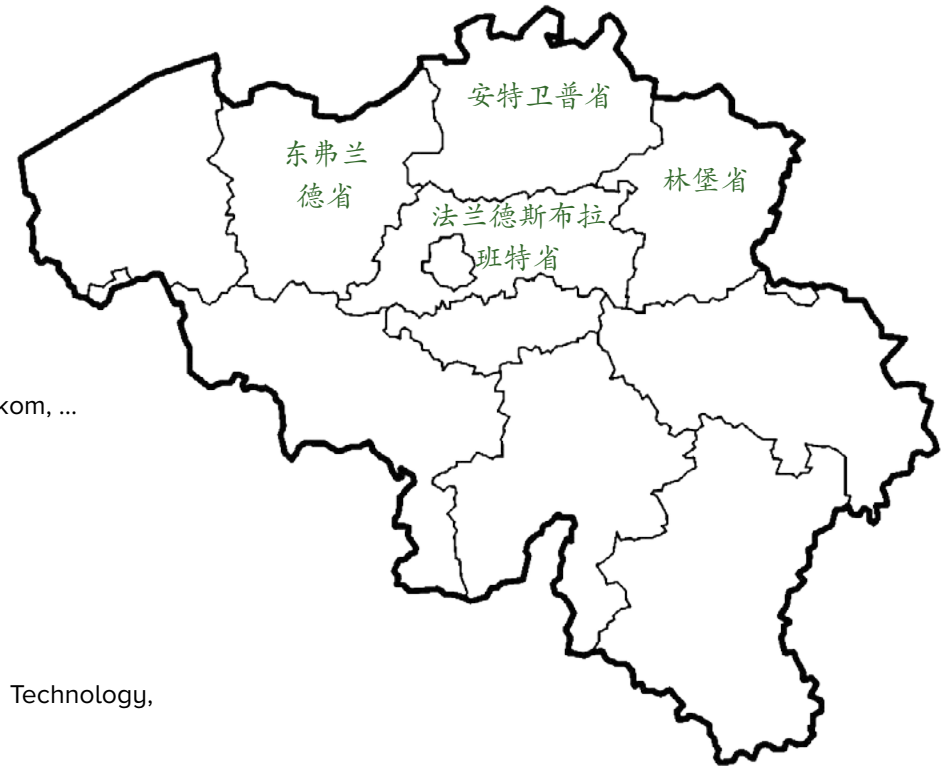 安特卫普省
东弗兰
德省
林堡省
法兰德斯布拉
班特省
kom, ...
Technology,